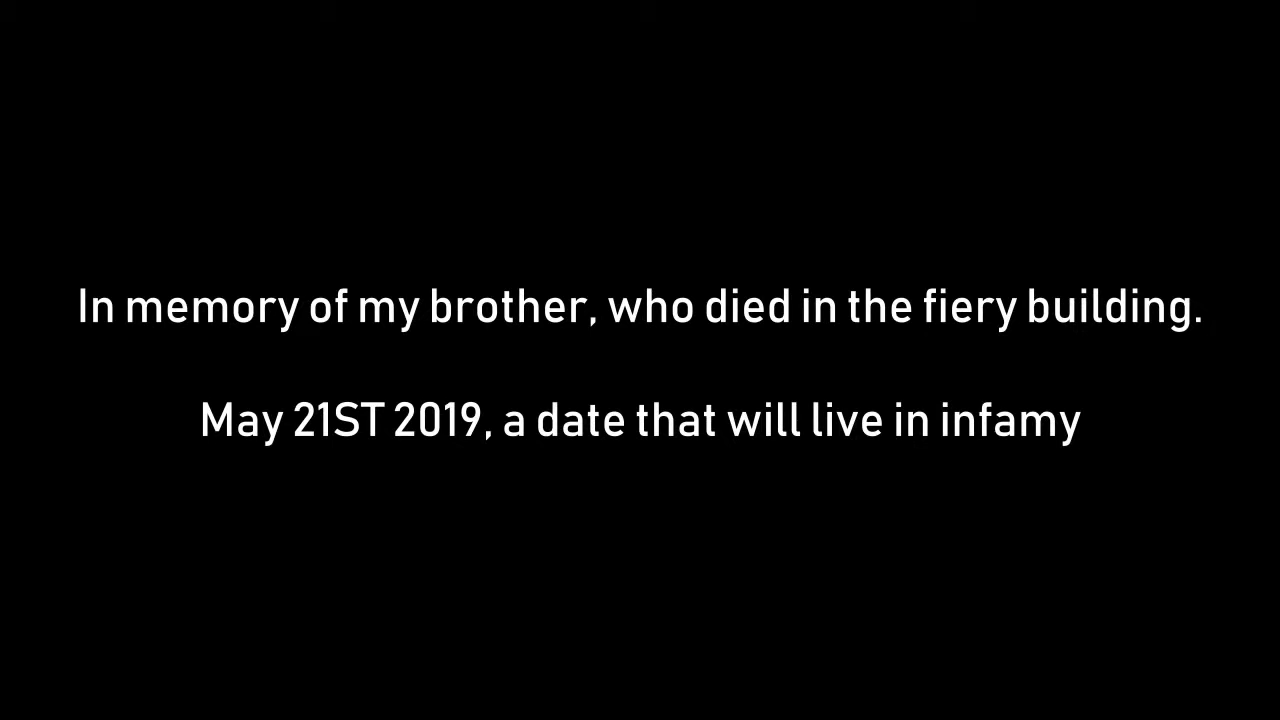 In memory of my brother, who died in the fiery building.
May 21ST 2019, a date that will live in infamy